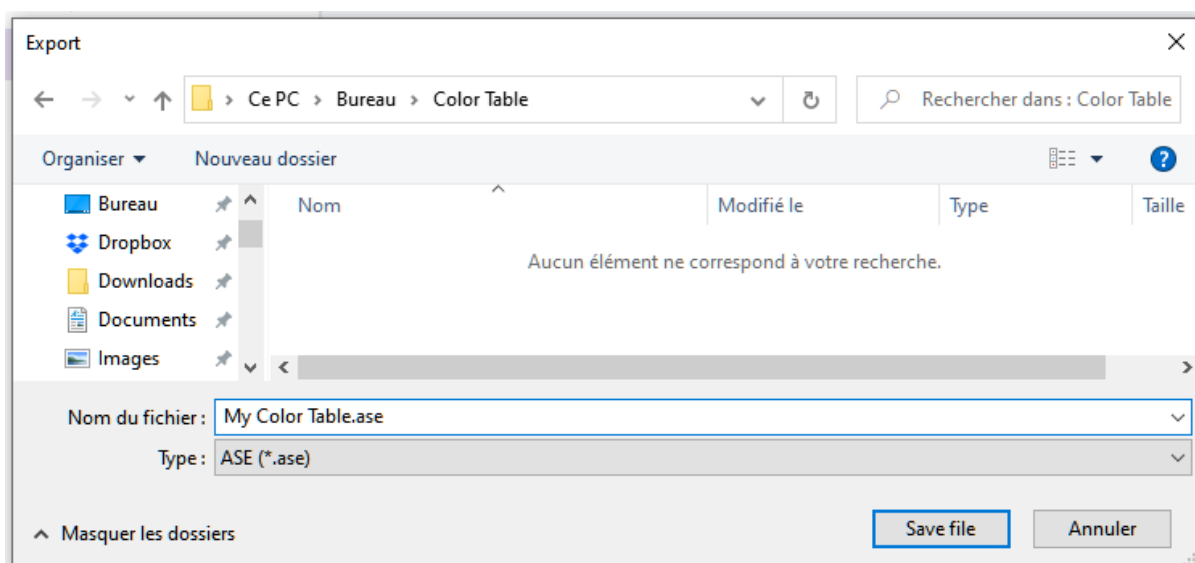 Export
Ce PC > Bureau > Color Table
Rechercher dans : Color Table
Organiser
Nouveau dossier
?
Bureau
Dropbox
Downloads
Documents
Images
Nom
Modifié le
Type
Taille
Aucun élément ne correspond à votre recherche.
Nom du fichier : My Color Table.ase
Type : ASE (*.ase)
Masquer les dossiers
Save file
Annuler